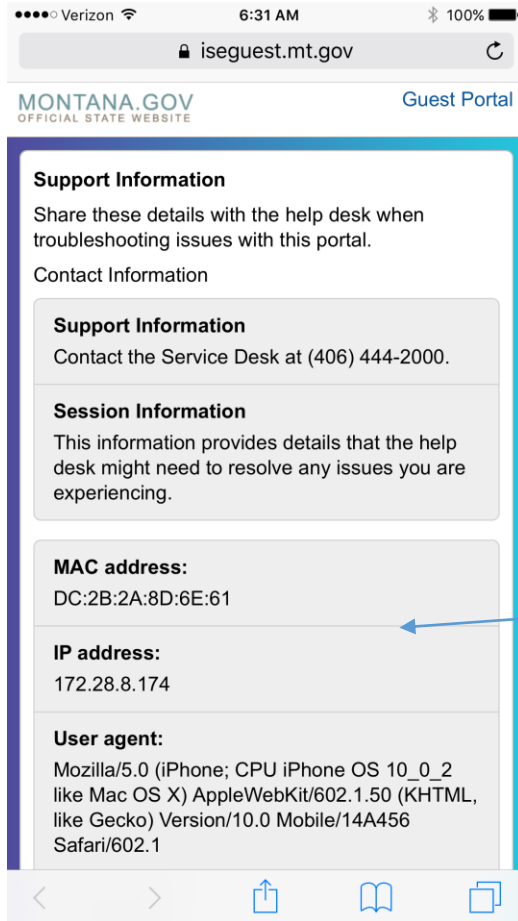 Verizon 6:31 AM 100%
iseguest.mt.gov
MONTANA.GOV Guest Portal
OFFICIAL STATE WEBSITE
Support Information
Share these details with the help desk when
troubleshooting issues with this portal.
Contact Information
Support Information
Contact the Service Desk at (406) 444-2000.
Session Information
This information provides details that the help
desk might need to resolve any issues you are
experiencing.
MAC address:
DC:2B:2A:8D:6E:61
IP address:
172.28.8.174
User agent:
Mozilla/5.0 (iPhone; CPU iPhone OS 10_0_2
like Mac OS X) AppleWebKit/602.1.50 (KHTML,
like Gecko) Version/10.0 Mobile/14A456
Safari/602.1